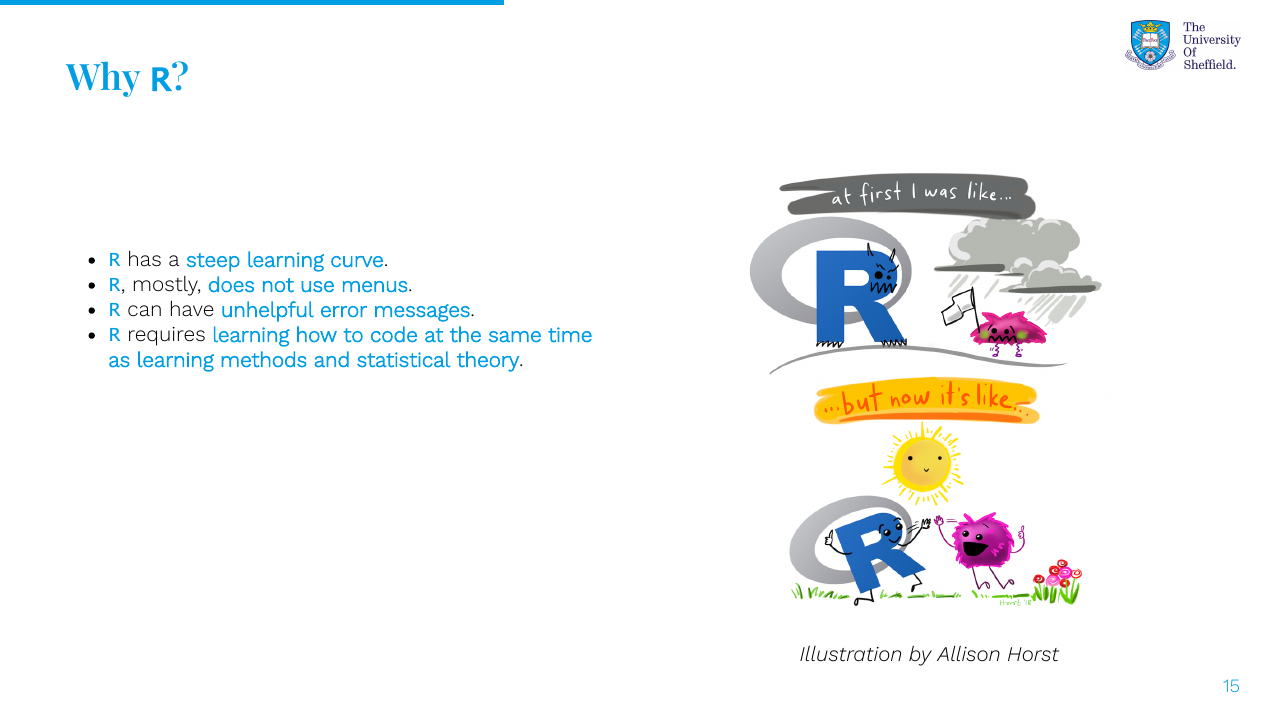 The
University
Of
Sheffield.
Why R?
at first I was like...
• R has a steep learning curve.
• R, mostly, does not use menus.
• R can have unhelpful error messages.
• R requires learning how to code at the same time
as learning methods and statistical theory.
R
...but now it's like...
R
Horst '18
Illustration by Allison Horst
15